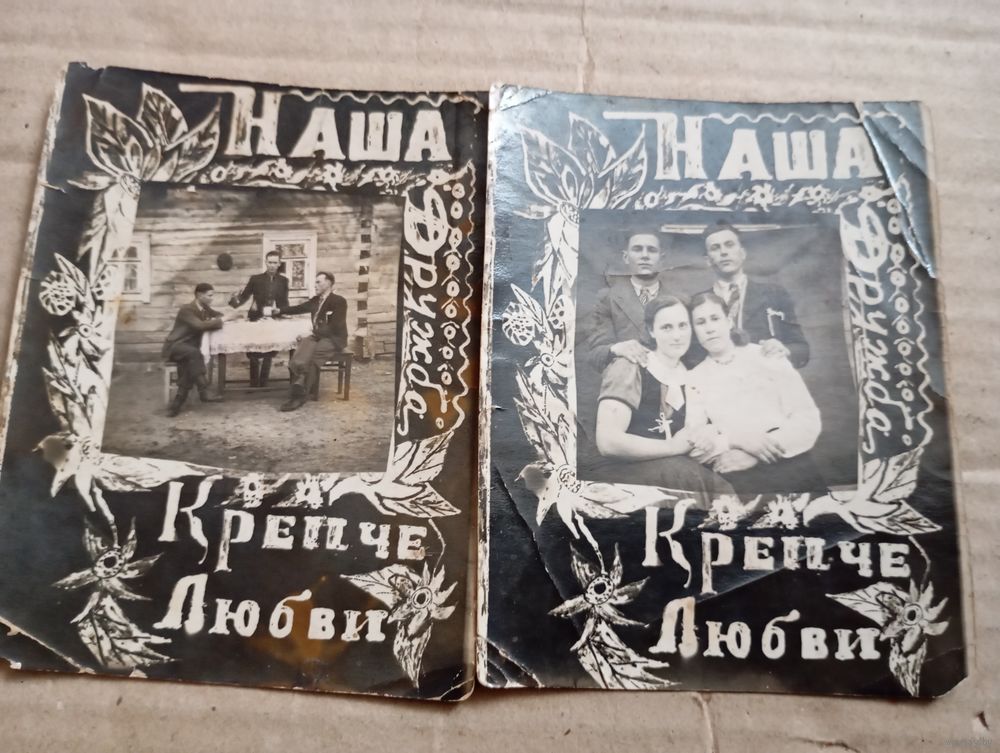 Наша
Дружба
Крепче
Любви
Наша
Дружба
Крепче
Любви